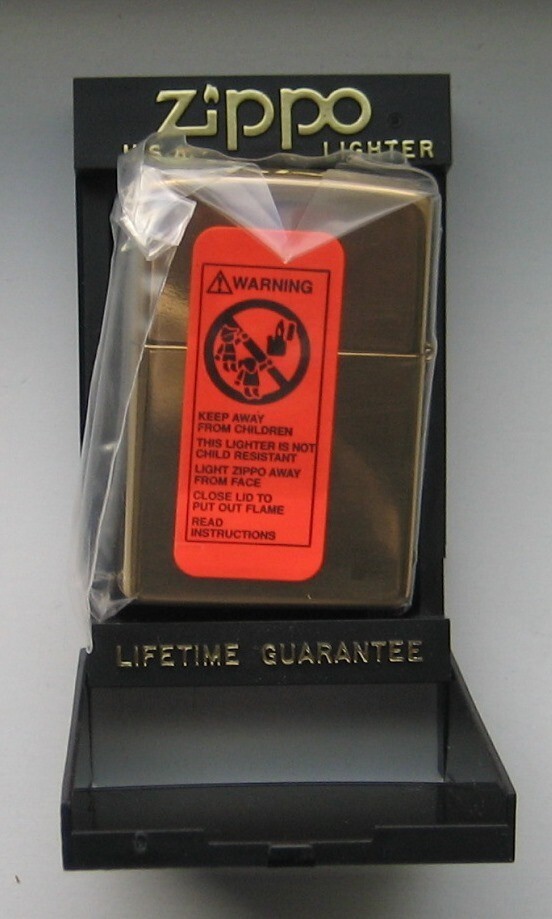 zippo
U.S.A. LIGHTER
WARNING
KEEP AWAY
FROM CHILDREN
THIS LIGHTER IS NOT
CHILD RESISTANT
LIGHT ZIPPO AWAY
FROM FACE
CLOSE LID TO
PUT OUT FLAME
READ
INSTRUCTIONS
LIFETIME GUARANTEE